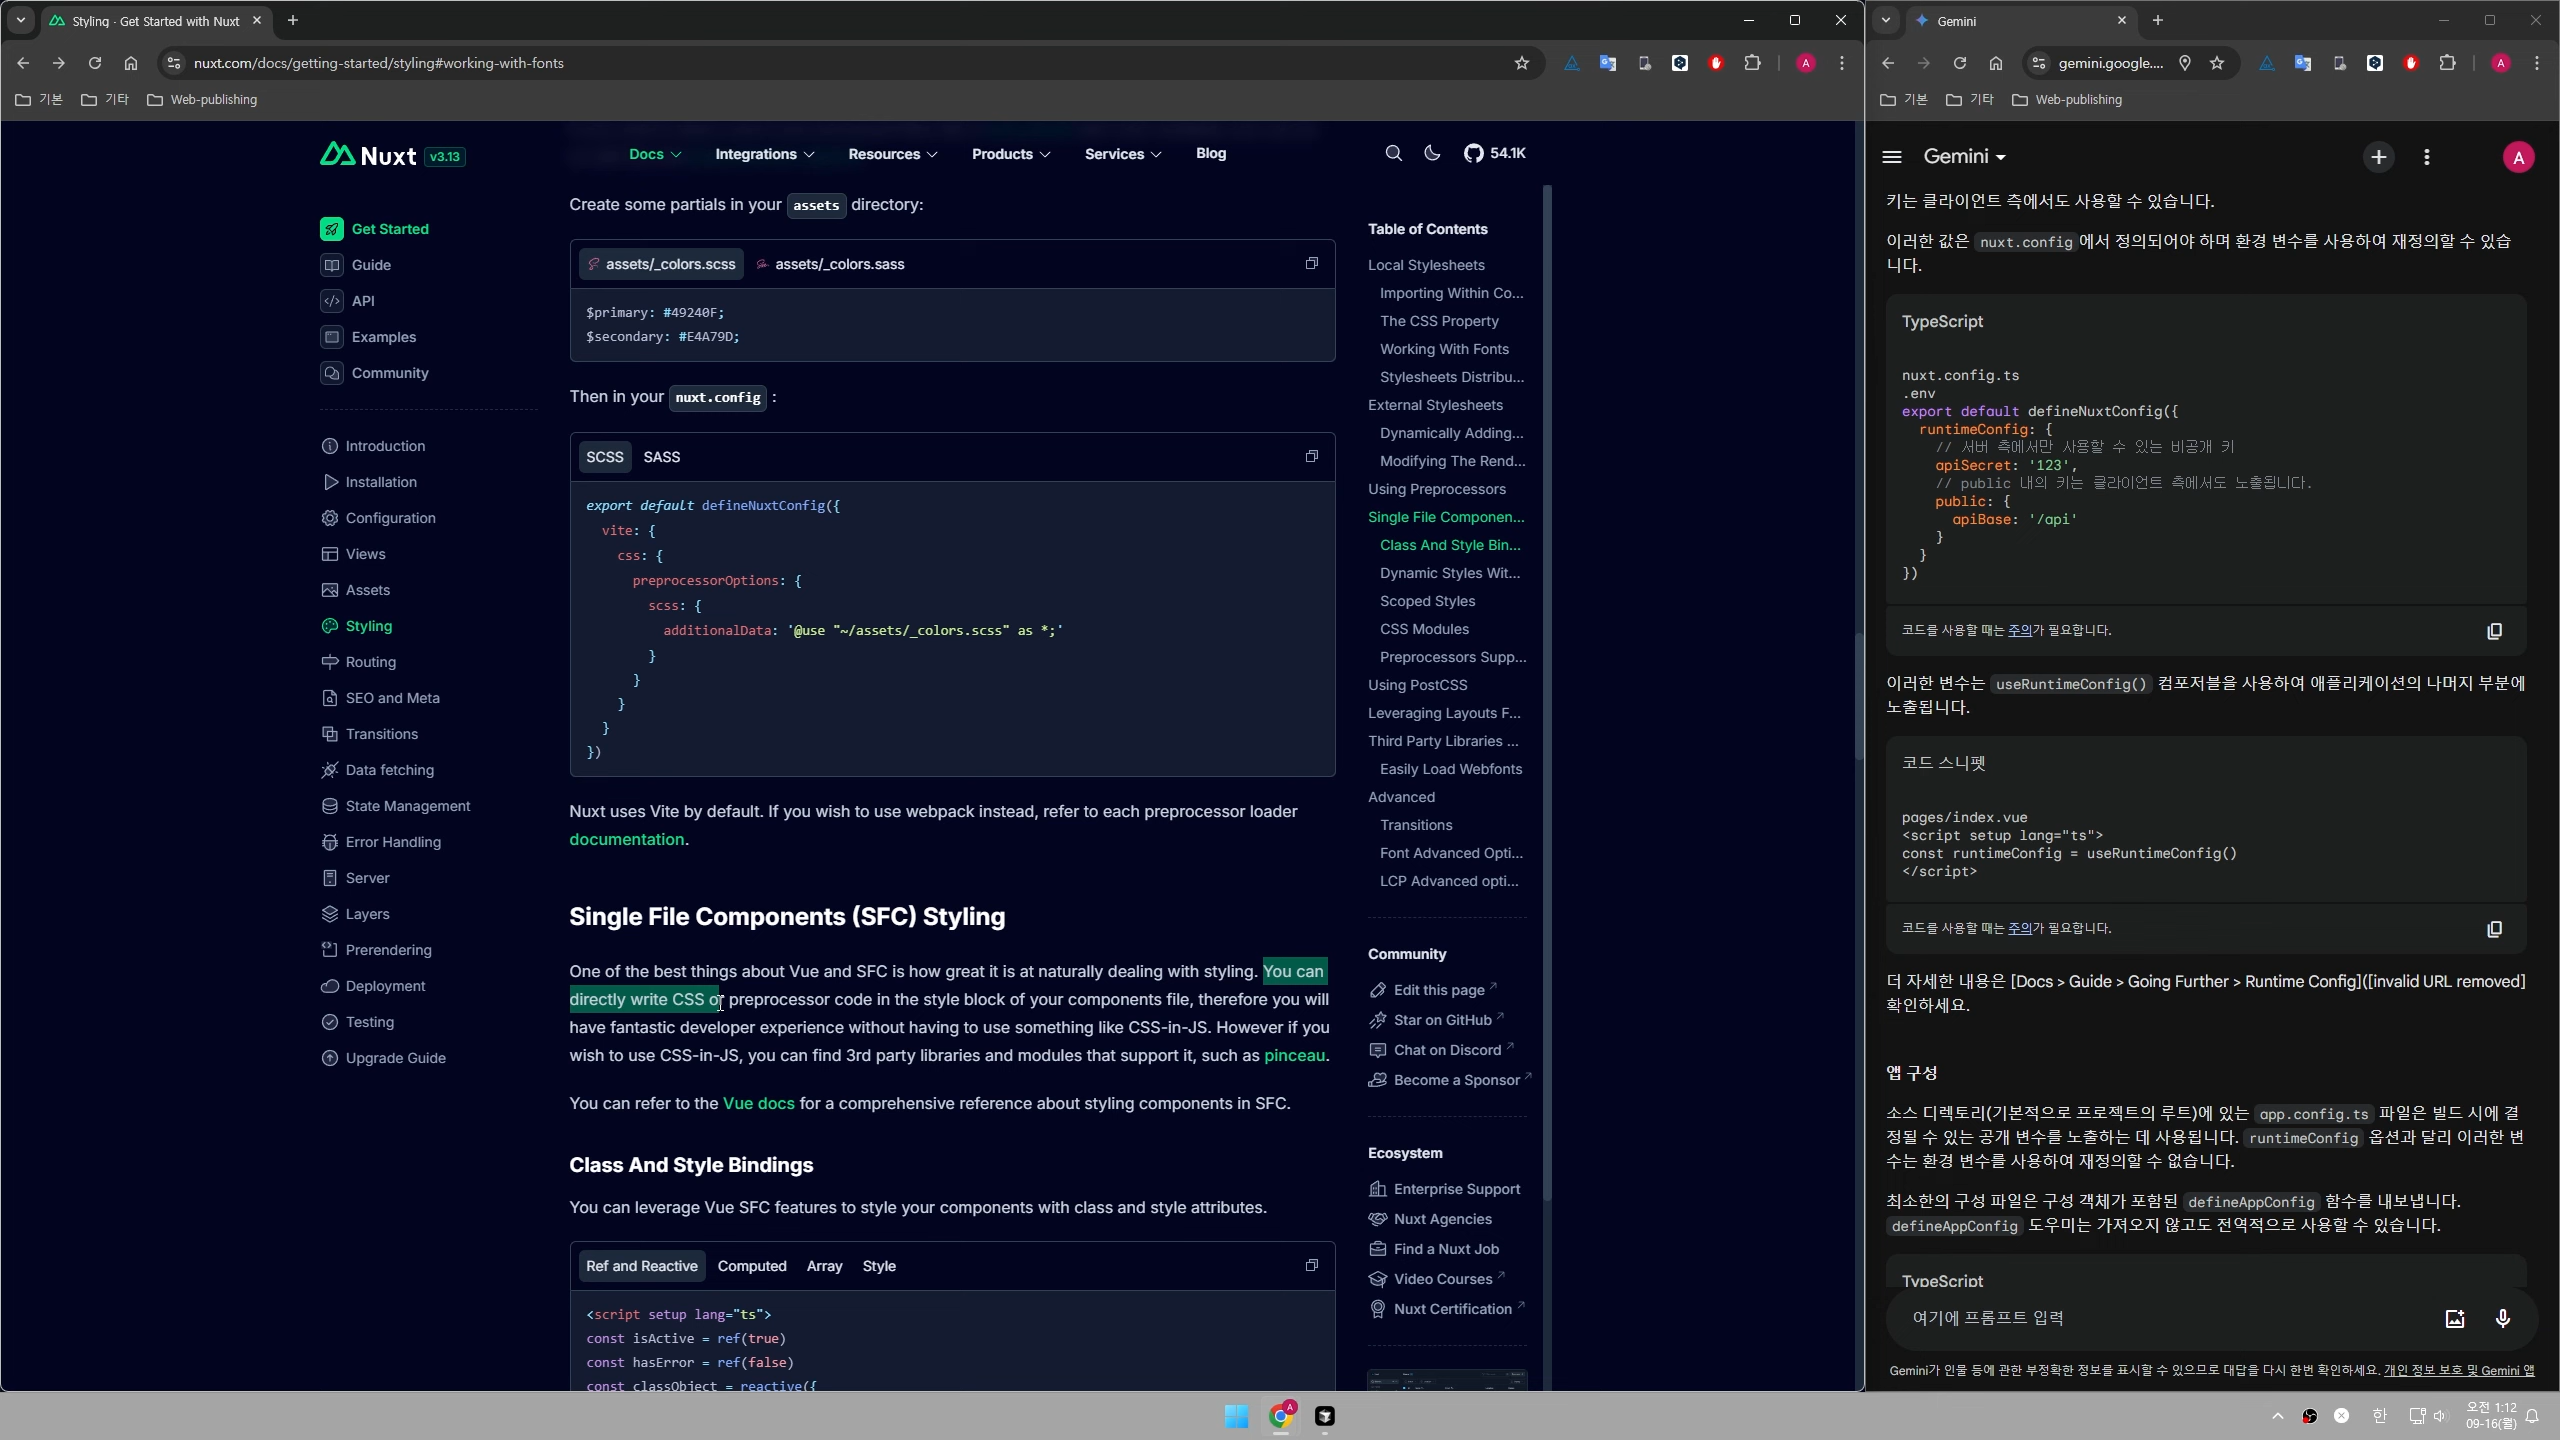 Styling · Get Started with Nuxt
nuxt.com/docs/getting-started/styling#working-with-fonts
기본
기타
Web-publishing
Nuxt
v3.13
Docs
Integrations
Resources
Products
Services
Blog
54.1K
Get Started
Guide
API
Examples
Community
Introduction
Installation
Configuration
Views
Assets
Styling
Routing
SEO and Meta
Transitions
Data fetching
State Management
Error Handling
Server
Layers
Prerendering
Deployment
Testing
Upgrade Guide
Create some partials in your assets directory:
assets/_colors.scss
assets/_colors.sass
$primary: #49240F;
$secondary: #E4A79D;
Then in your nuxt.config :
SCSS
SASS
export default defineNuxtConfig({
vite: {
css: {
preprocessorOptions: {
scss: {
additionalData: '@use "~/assets/_colors.scss" as *;'
}
}
}
}
})
Nuxt uses Vite by default. If you wish to use webpack instead, refer to each preprocessor loader
documentation.
Single File Components (SFC) Styling
One of the best things about Vue and SFC is how great it is at naturally dealing with styling. You can
directly write CSS or preprocessor code in the style block of your components file, therefore you will
have fantastic developer experience without having to use something like CSS-in-JS. However if you
wish to use CSS-in-JS, you can find 3rd party libraries and modules that support it, such as pinceau.
You can refer to the Vue docs for a comprehensive reference about styling components in SFC.
Class And Style Bindings
You can leverage Vue SFC features to style your components with class and style attributes.
Ref and Reactive
Computed
Array
Style
<script setup lang="ts">
const isActive = ref(true)
const hasError = ref(false)
const classObject = reactive({
Table of Contents
Local Stylesheets
Importing Within Co...
The CSS Property
Working With Fonts
Stylesheets Distribu...
External Stylesheets
Dynamically Adding...
Modifying The Rend...
Using Preprocessors
Single File Componen...
Class And Style Bin...
Dynamic Styles Wit...
Scoped Styles
CSS Modules
Preprocessors Supp...
Using PostCSS
Leveraging Layouts F...
Third Party Libraries ...
Easily Load Webfonts
Advanced
Transitions
Font Advanced Opti...
LCP Advanced opti...
Community
Edit this page
Star on GitHub
Chat on Discord
Become a Sponsor
Ecosystem
Enterprise Support
Nuxt Agencies
Find a Nuxt Job
Video Courses
Nuxt Certification
Gemini
gemini.google....
기본
기타
Web-publishing
Gemini
A
키는 클라이언트 측에서도 사용할 수 있습니다.
이러한 값은 nuxt.config에서 정의되어야 하며 환경 변수를 사용하여 재정의할 수 있습
니다.
TypeScript
nuxt.config.ts
.env
export default defineNuxtConfig({
runtimeConfig: {
// 서버 측에서만 사용할 수 있는 비공개 키
apiSecret: '123',
// public 내의 키는 클라이언트 측에서도 노출됩니다.
public: {
apiBase: '/api'
}
}
})
코드를 사용할 때는 주의가 필요합니다.
이러한 변수는 useRuntimeConfig() 컴포저블을 사용하여 애플리케이션의 나머지 부분에
노출됩니다.
코드 스니펫
pages/index.vue
<script setup lang="ts">
const runtimeConfig = useRuntimeConfig()
</script>
코드를 사용할 때는 주의가 필요합니다.
더 자세한 내용은 [Docs > Guide > Going Further > Runtime Config]([invalid URL removed]
확인하세요.
앱 구성
소스 디렉토리(기본적으로 프로젝트의 루트)에 있는 app.config.ts 파일은 빌드 시에 결
정될 수 있는 공개 변수를 노출하는 데 사용됩니다. runtimeConfig 옵션과 달리 이러한 변
수는 환경 변수를 사용하여 재정의할 수 없습니다.
최소한의 구성 파일은 구성 객체가 포함된 defineAppConfig 함수를 내보냅니다.
defineAppConfig 도우미는 가져오지 않고도 전역적으로 사용할 수 있습니다.
TypeScript
여기에 프롬프트 입력
Gemini가 인물 등에 관한 부정확한 정보를 표시할 수 있으므로 대답을 다시 한번 확인하세요. 개인 정보 보호 및 Gemini 앱
한
오전 1:12
09-16(월)